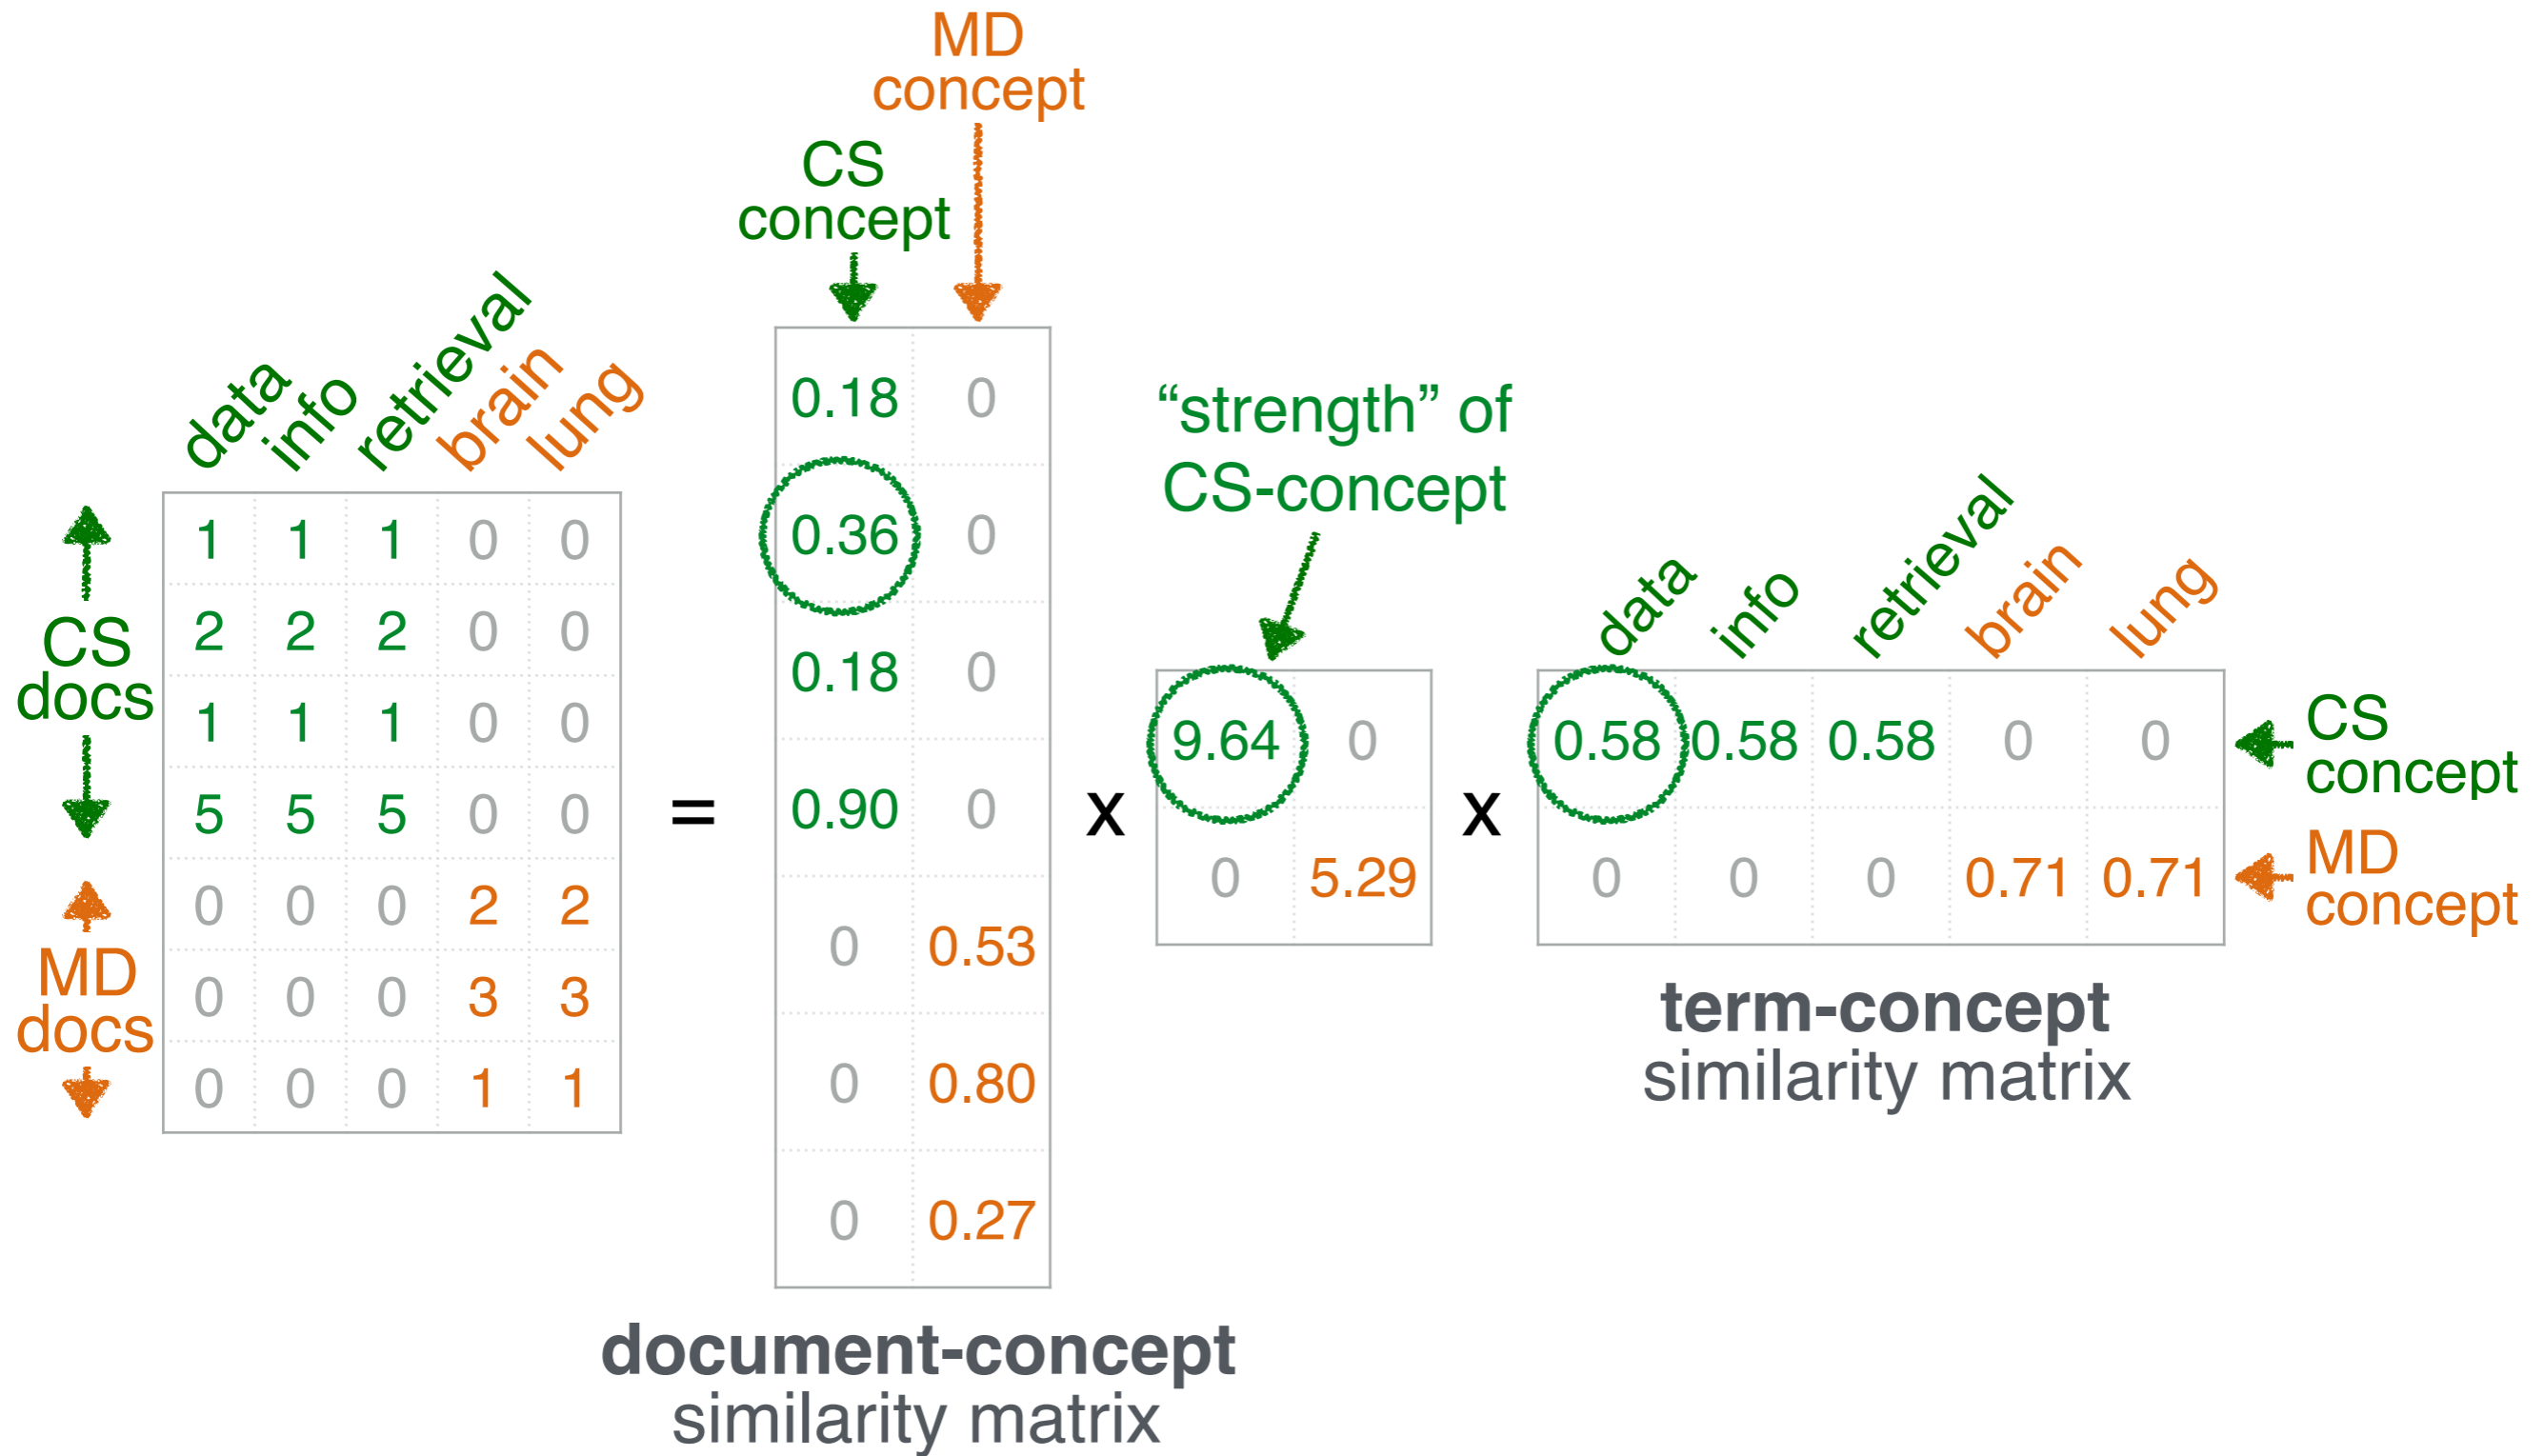 MD
concept
CS
concept
data info retrieval brain lung
CS
docs
MD
docs
1 1 1 0 0
2 2 2 0 0
1 1 1 0 0
5 5 5 0 0
0 0 0 2 2
0 0 0 3 3
0 0 0 1 1
=
0.18 0
0.36 0
0.18 0
0.90 0
0 0.53
0 0.80
0 0.27
document-concept
similarity matrix
x
“strength” of
CS-concept
9.64 0
0 5.29
x
data info retrieval brain lung
0.58 0.58 0.58 0 0
0 0 0 0.71 0.71
CS
concept
MD
concept
term-concept
similarity matrix